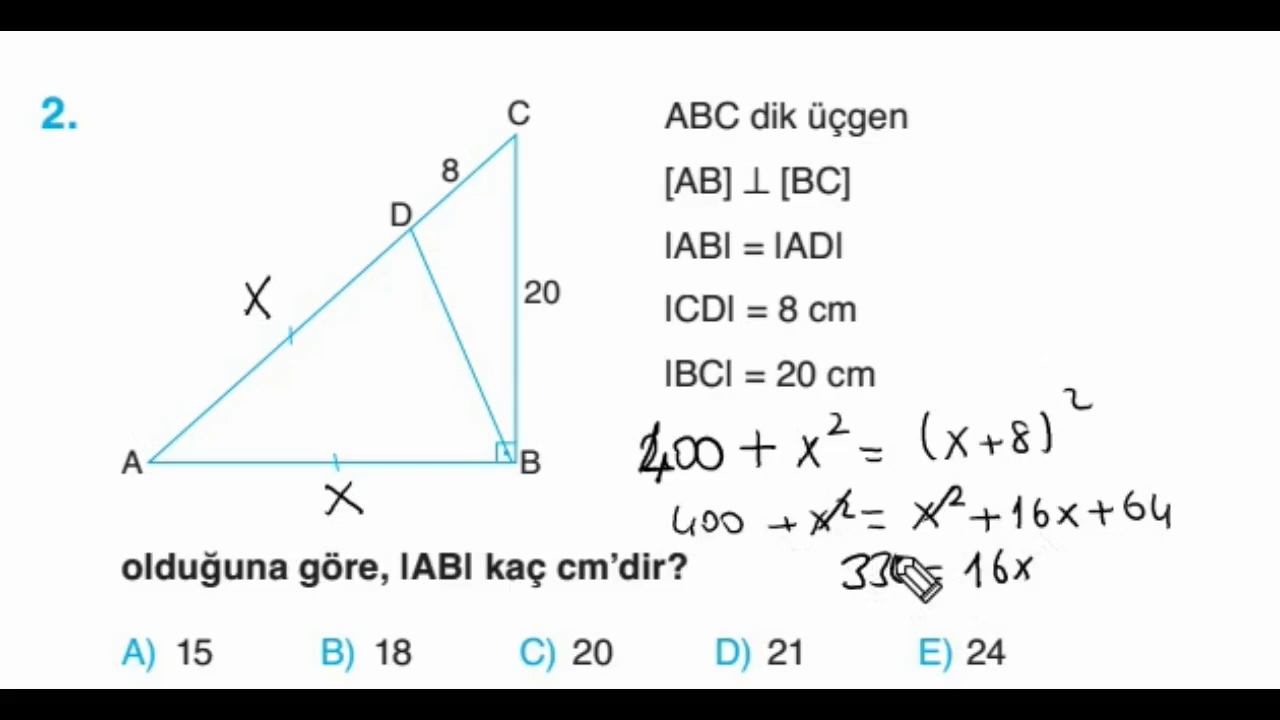 2.
C
ABC dik üçgen
8
[AB] ⊥ [BC]
D
|AB| = |AD|
X
20
|CD| = 8 cm
|BC| = 20 cm
400 + x² = (x+8)²
A
B
X
400 + x² = x² + 16x + 64
olduğuna göre, |AB| kaç cm'dir?
= 16x
A) 15 B) 18 C) 20 D) 21 E) 24